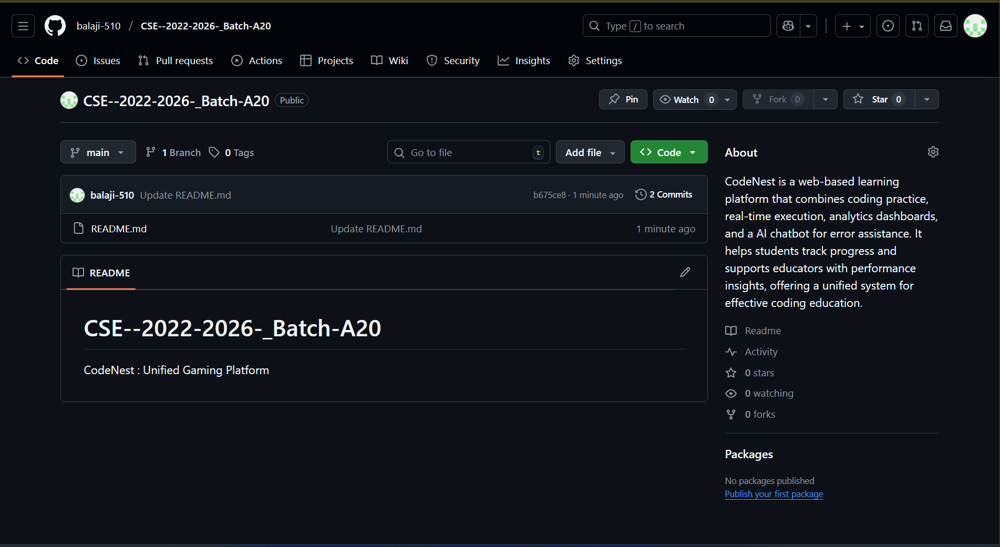 balaji-510 / CSE--2022-2026-_Batch-A20
Type / to search
Code
Issues
Pull requests
Actions
Projects
Wiki
Security
Insights
Settings
CSE--2022-2026-_Batch-A20 Public
Pin
Watch 0
Fork 0
Star 0
main
1 Branch
0 Tags
Go to file t
Add file
Code
balaji-510 Update README.md b675ce8 · 1 minute ago 2 Commits
README.md Update README.md 1 minute ago
README
CSE--2022-2026-_Batch-A20
CodeNest : Unified Gaming Platform
About
CodeNest is a web-based learning
platform that combines coding practice,
real-time execution, analytics dashboards,
and a AI chatbot for error assistance. It
helps students track progress and
supports educators with performance
insights, offering a unified system for
effective coding education.
Readme
Activity
0 stars
0 watching
0 forks
Packages
No packages published
Publish your first package